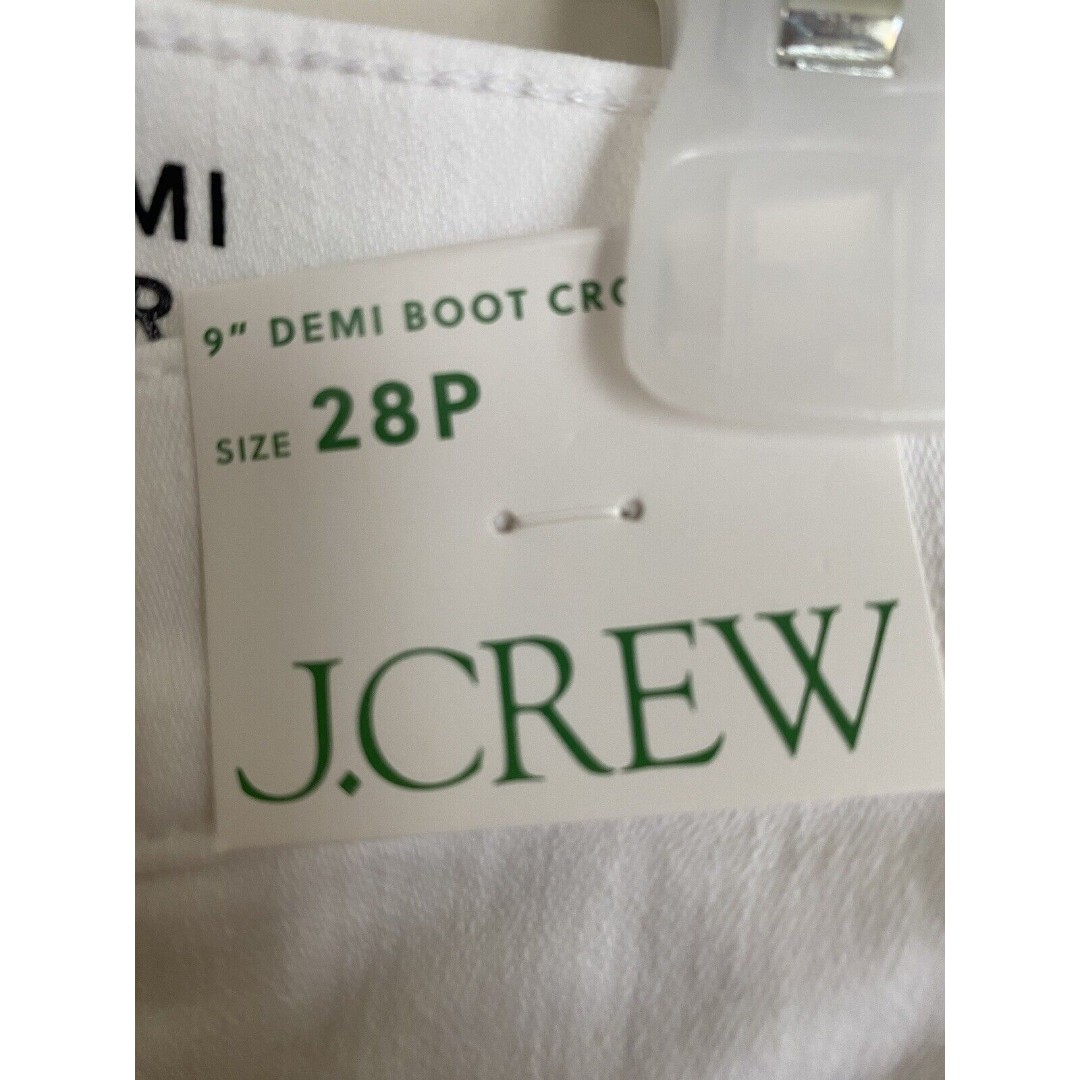 MI
R
9" DEMI BOOT CRO
SIZE 28P
J.CREW